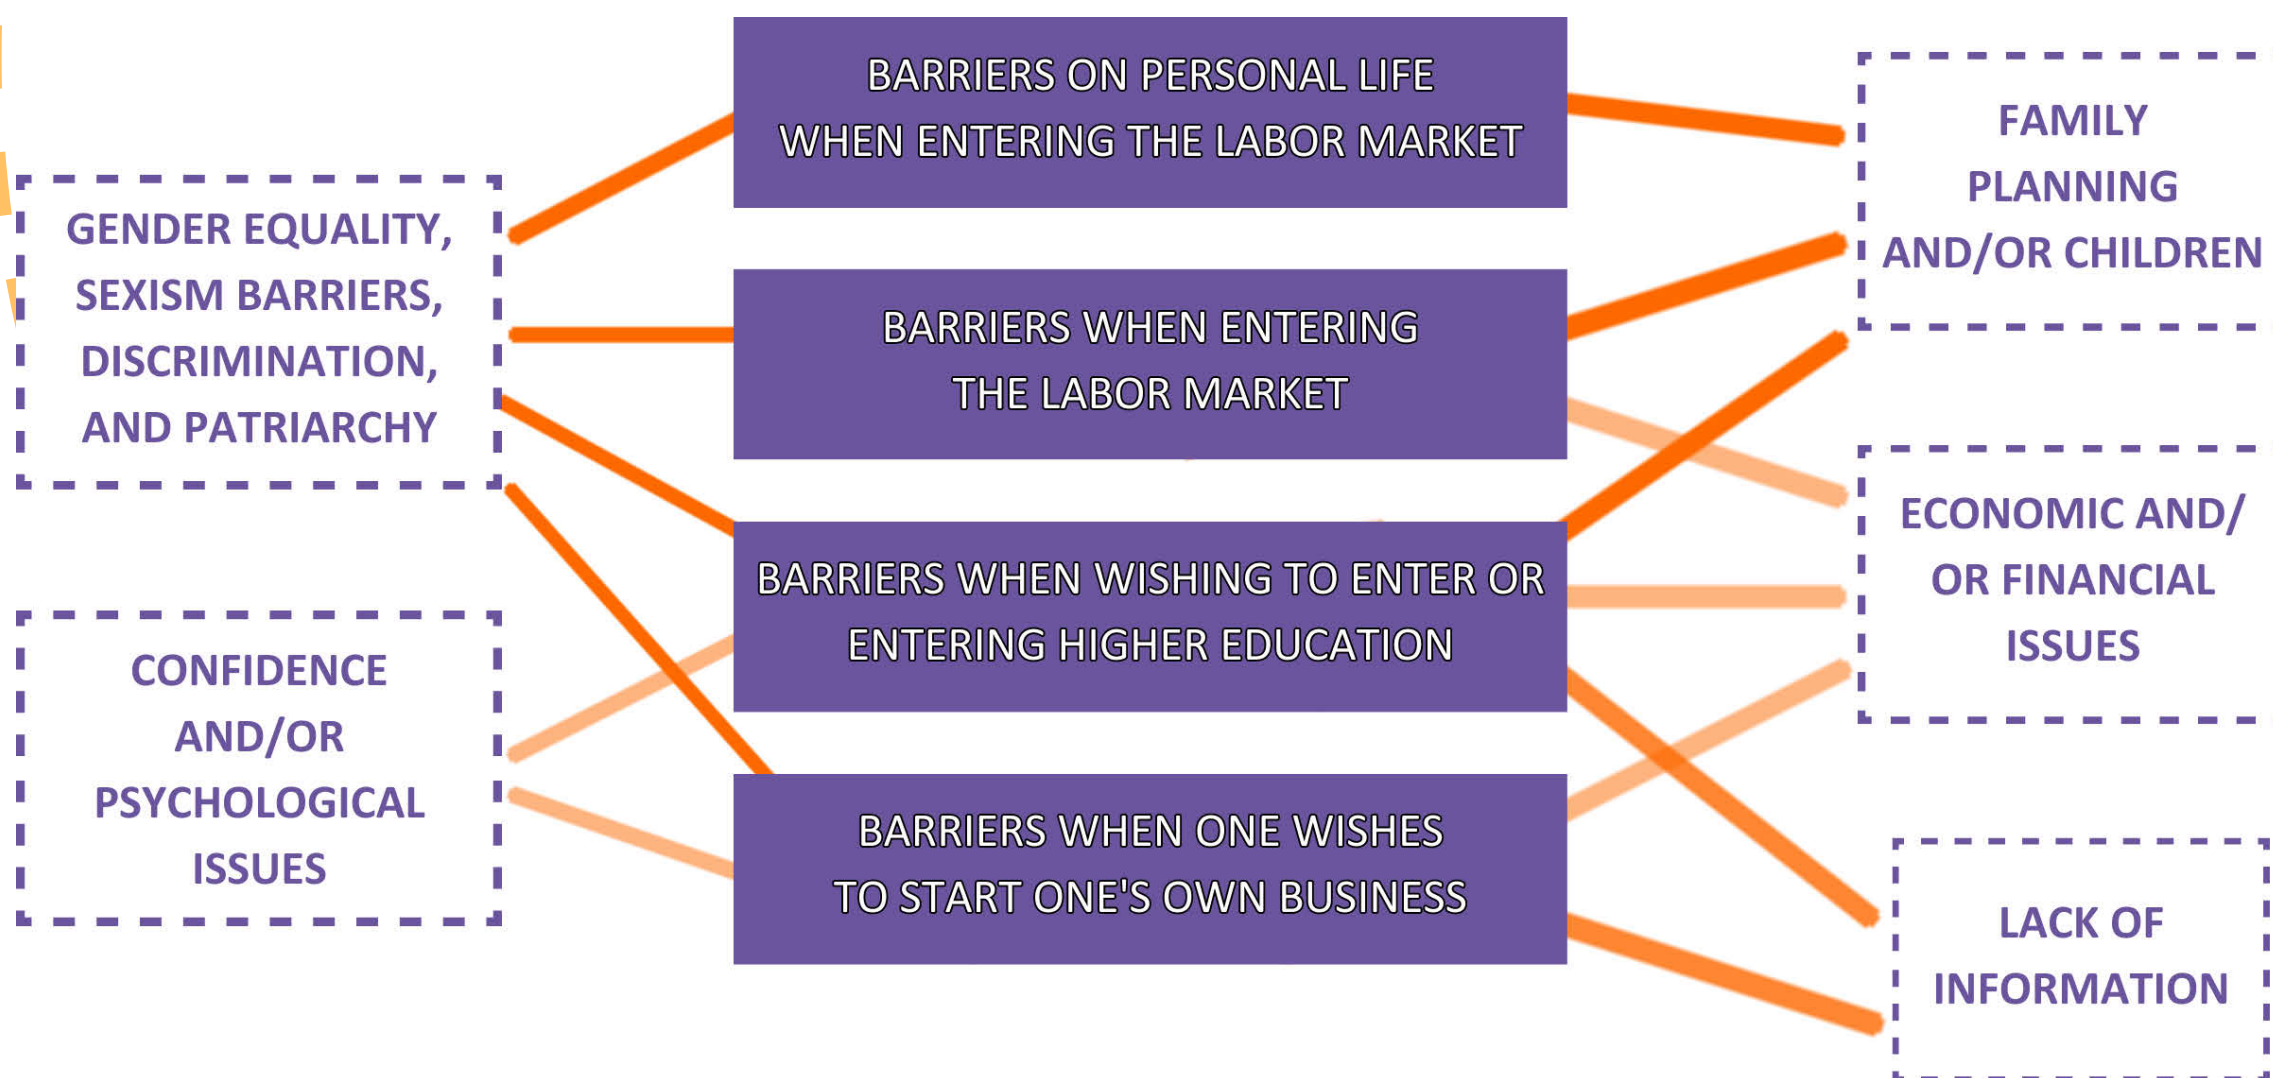 GENDER EQUALITY,
SEXISM BARRIERS,
DISCRIMINATION,
AND PATRIARCHY
CONFIDENCE
AND/OR
PSYCHOLOGICAL
ISSUES
BARRIERS ON PERSONAL LIFE
WHEN ENTERING THE LABOR MARKET
BARRIERS WHEN ENTERING
THE LABOR MARKET
BARRIERS WHEN WISHING TO ENTER OR
ENTERING HIGHER EDUCATION
BARRIERS WHEN ONE WISHES
TO START ONE'S OWN BUSINESS
FAMILY
PLANNING
AND/OR CHILDREN
ECONOMIC AND/
OR FINANCIAL
ISSUES
LACK OF
INFORMATION